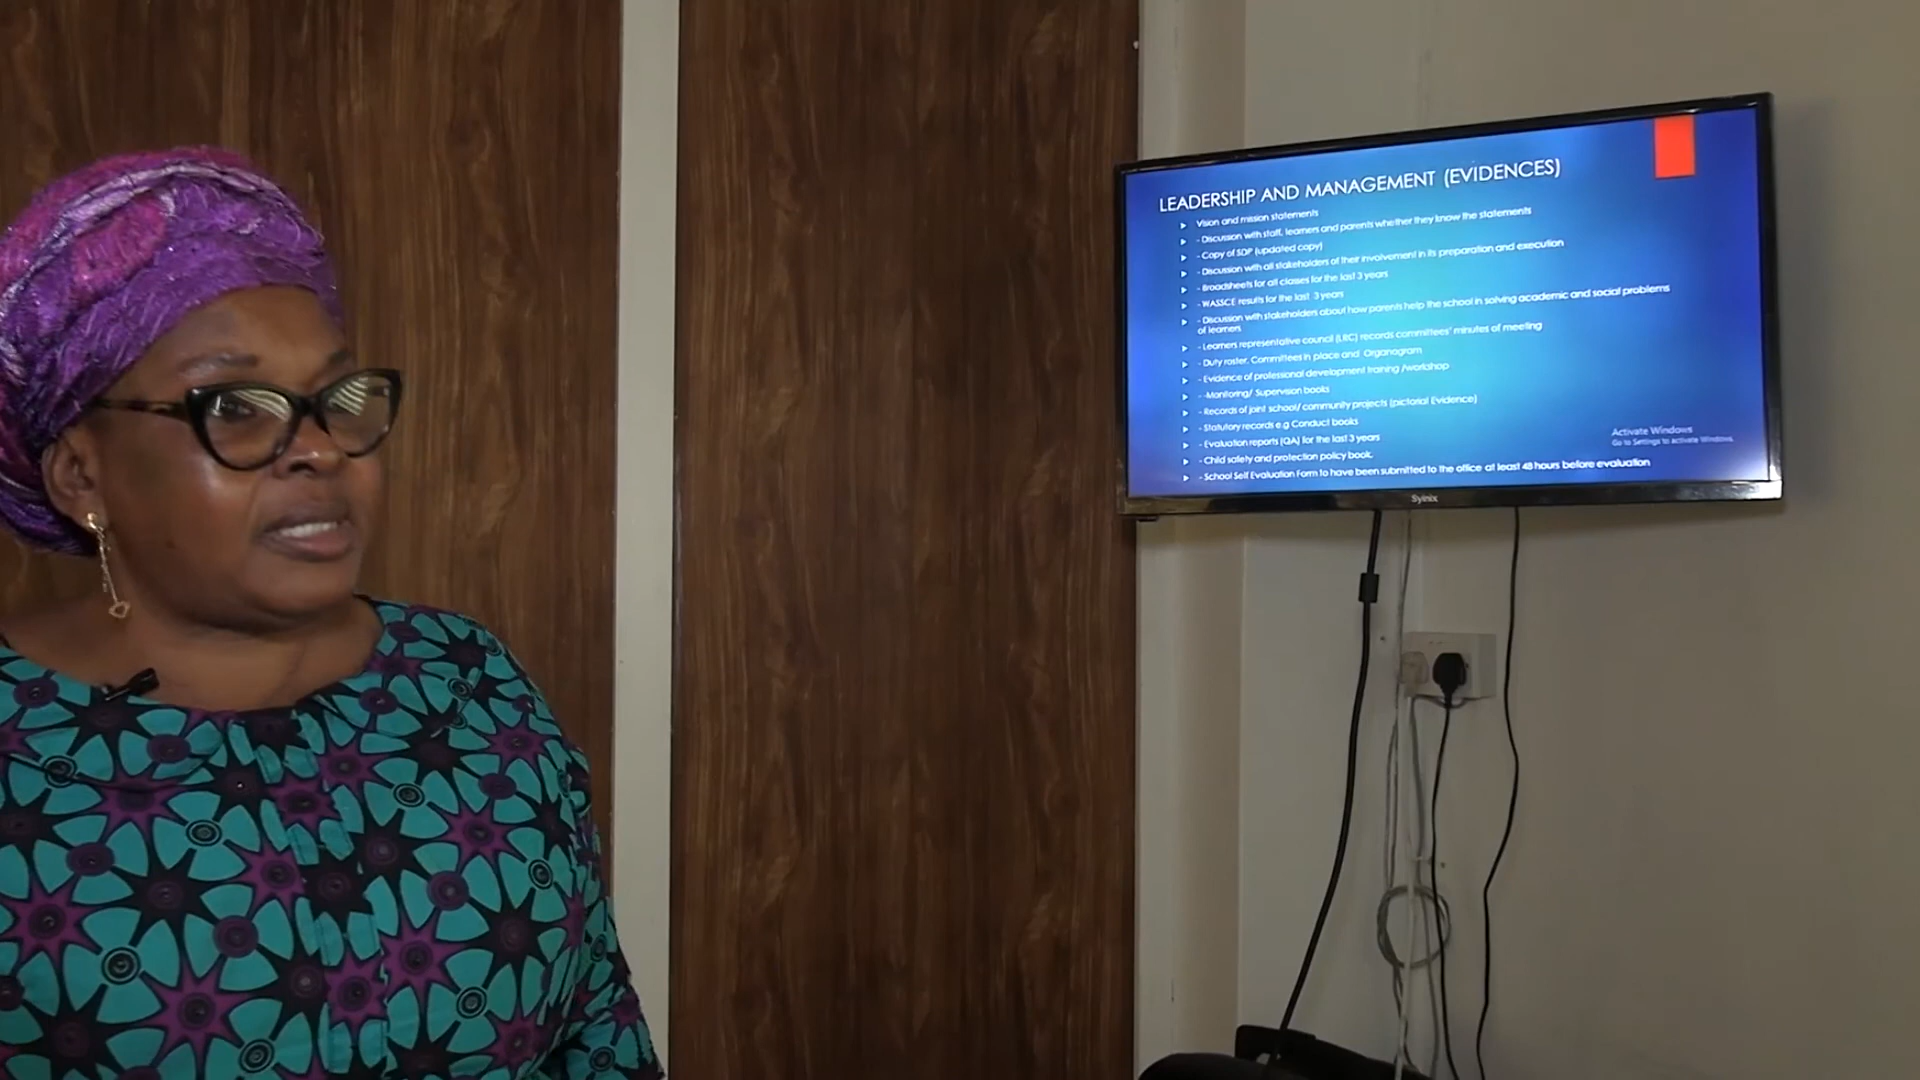 LEADERSHIP AND MANAGEMENT (EVIDENCES)
Vision and mission statements
- Discussion with staff, learners and parents whether they know the statements
- Copy of SDP (updated copy)
- Discussion with all stakeholders of their involvement in its preparation and execution
- Broadsheets for all classes for the last 3 years
- WASSCE results for the last 3 years
- Discussion with stakeholders about how parents help the school in solving academic and social problems
of learners
- Learners representative council (LRC) records committees' minutes of meeting
- Duty roster, Committees in place and Organogram
- Evidence of professional development training /workshop
- -Monitoring/ Supervision books
- Records of joint school/ community projects (pictorial Evidence)
- Statutory records e.g Conduct books
- Evaluation reports (QA) for the last 3 years
- Child safety and protection policy book.
- School Self Evaluation Form to have been submitted to the office at least 48 hours before evaluation
Activate Windows
Go to Settings to activate Windows.
Syinix